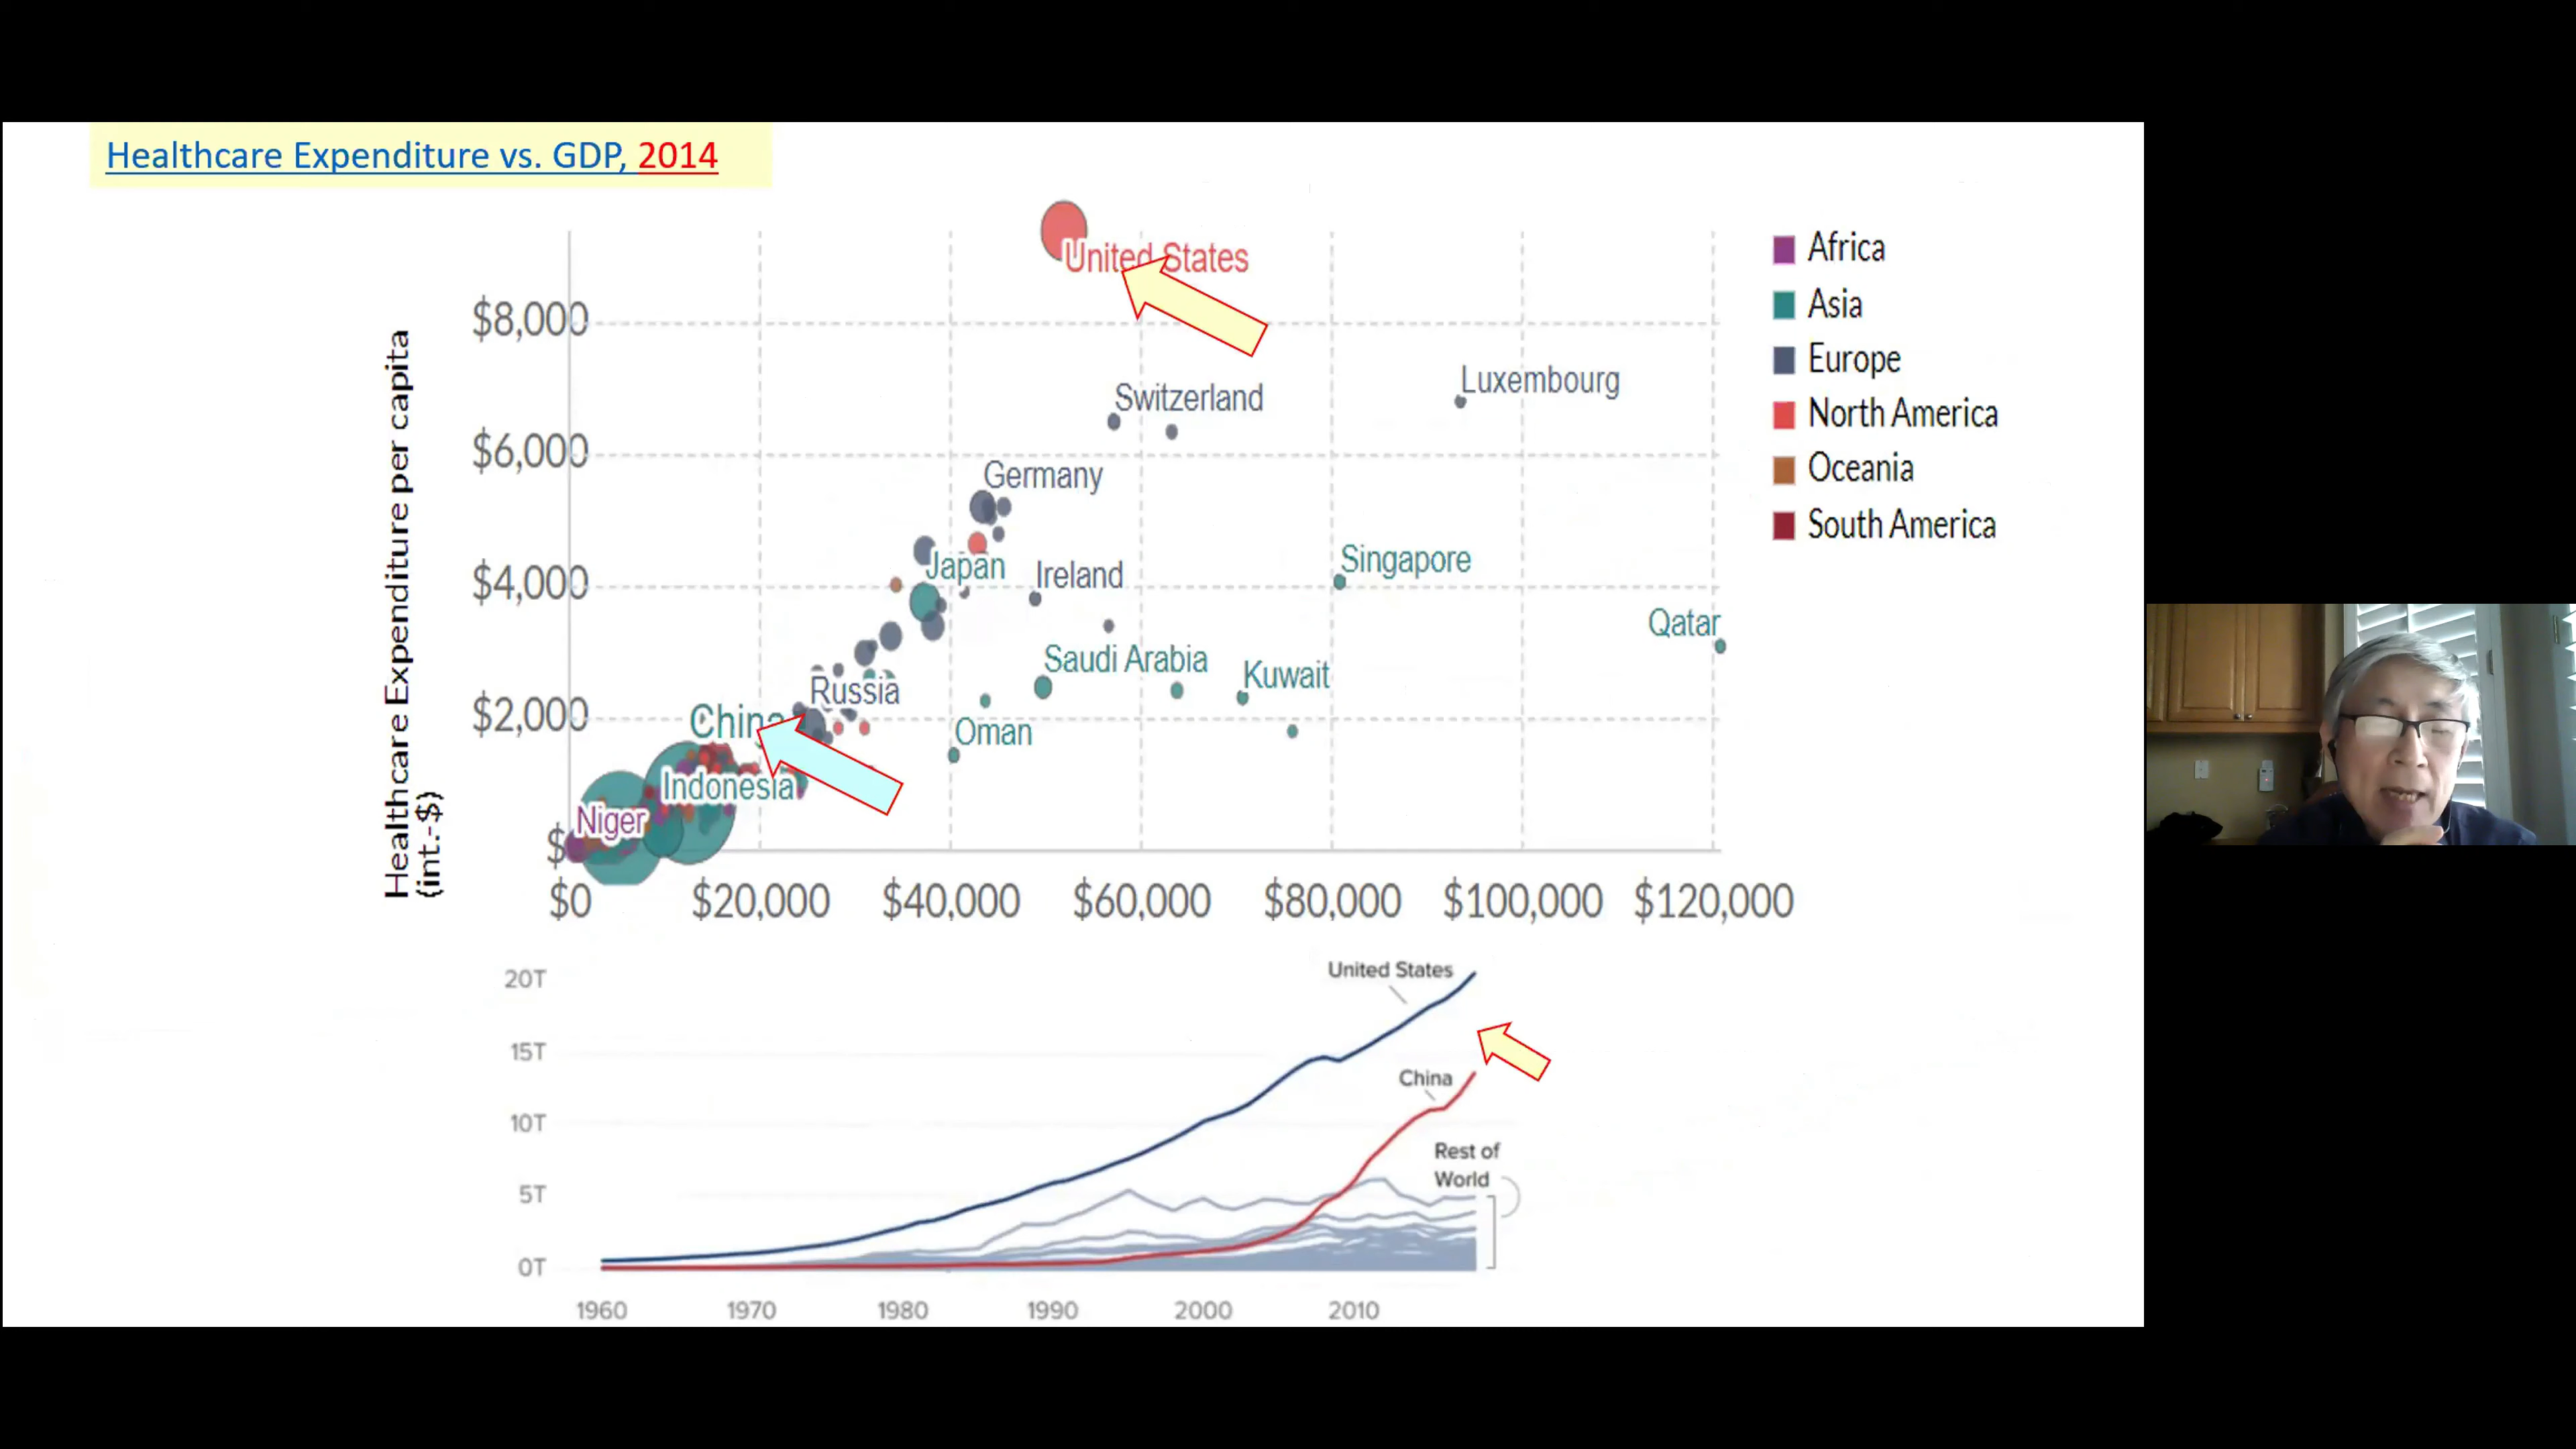 Healthcare Expenditure vs. GDP, 2014
Healthcare Expenditure per capita
(int.-$)
$8,000
$6,000
$4,000
$2,000
$
United States
Switzerland
Luxembourg
Germany
Japan
Ireland
Singapore
Qatar
Saudi Arabia
Kuwait
Russia
China
Oman
Indonesia
Niger
$0
$20,000
$40,000
$60,000
$80,000
$100,000
$120,000
Africa
Asia
Europe
North America
Oceania
South America
20T
15T
10T
5T
0T
United States
China
Rest of
World
1960
1970
1980
1990
2000
2010